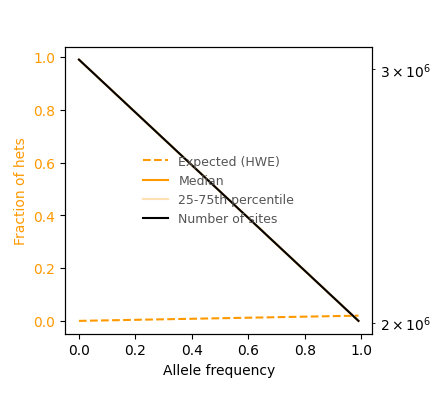 1.0
0.8
0.6
0.4
0.2
0.0
Fraction of hets
3 × 10⁶
2 × 10⁶
Expected (HWE)
Median
25-75th percentile
Number of sites
0.0 0.2 0.4 0.6 0.8 1.0
Allele frequency